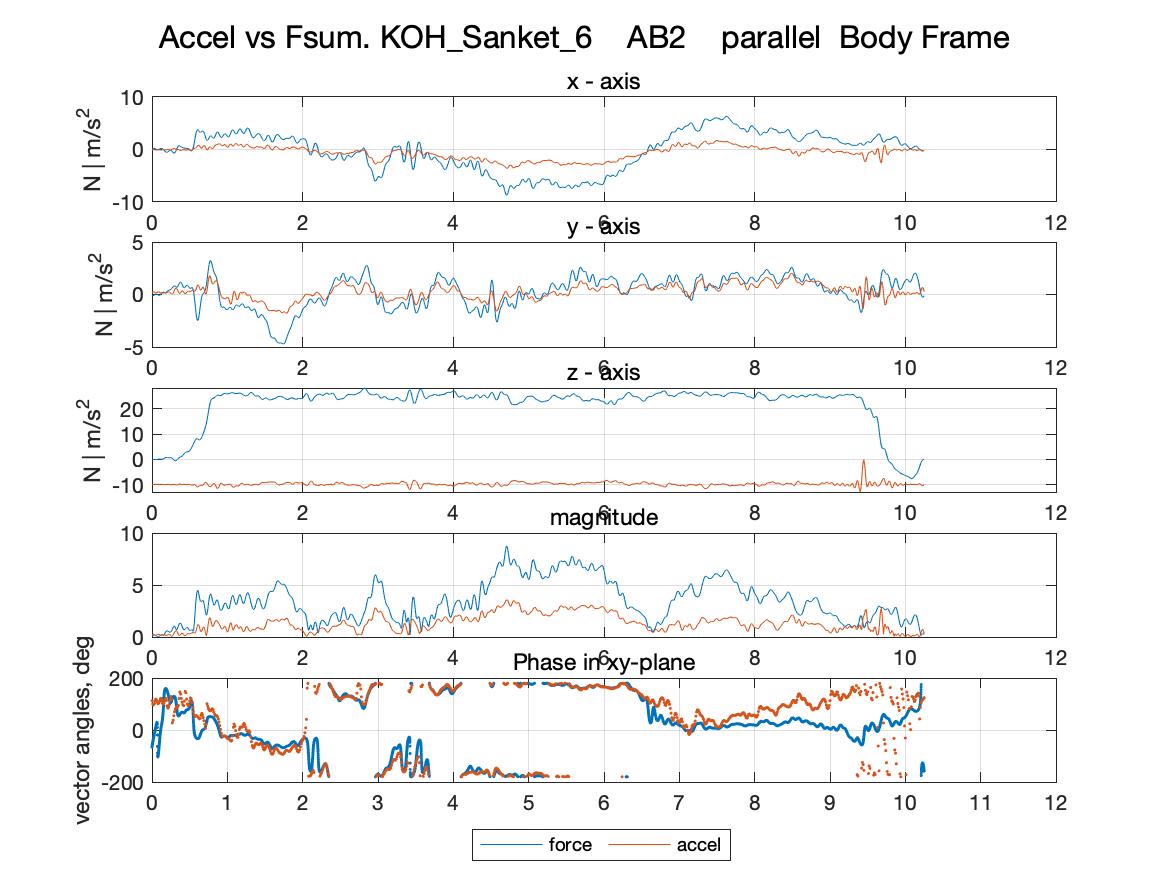 Accel vs Fsum. KOH_Sanket_6 AB2 parallel Body Frame
x - axis
N | m/s²
10
0
-10
0 2 4 6 8 10 12
y - axis
N | m/s²
5
0
-5
0 2 4 6 8 10 12
z - axis
N | m/s²
20
10
0
-10
0 2 4 6 8 10 12
magnitude
10
5
0
0 2 4 6 8 10 12
Phase in xy-plane
vector angles, deg
200
0
-200
0 1 2 3 4 5 6 7 8 9 10 11 12
force accel